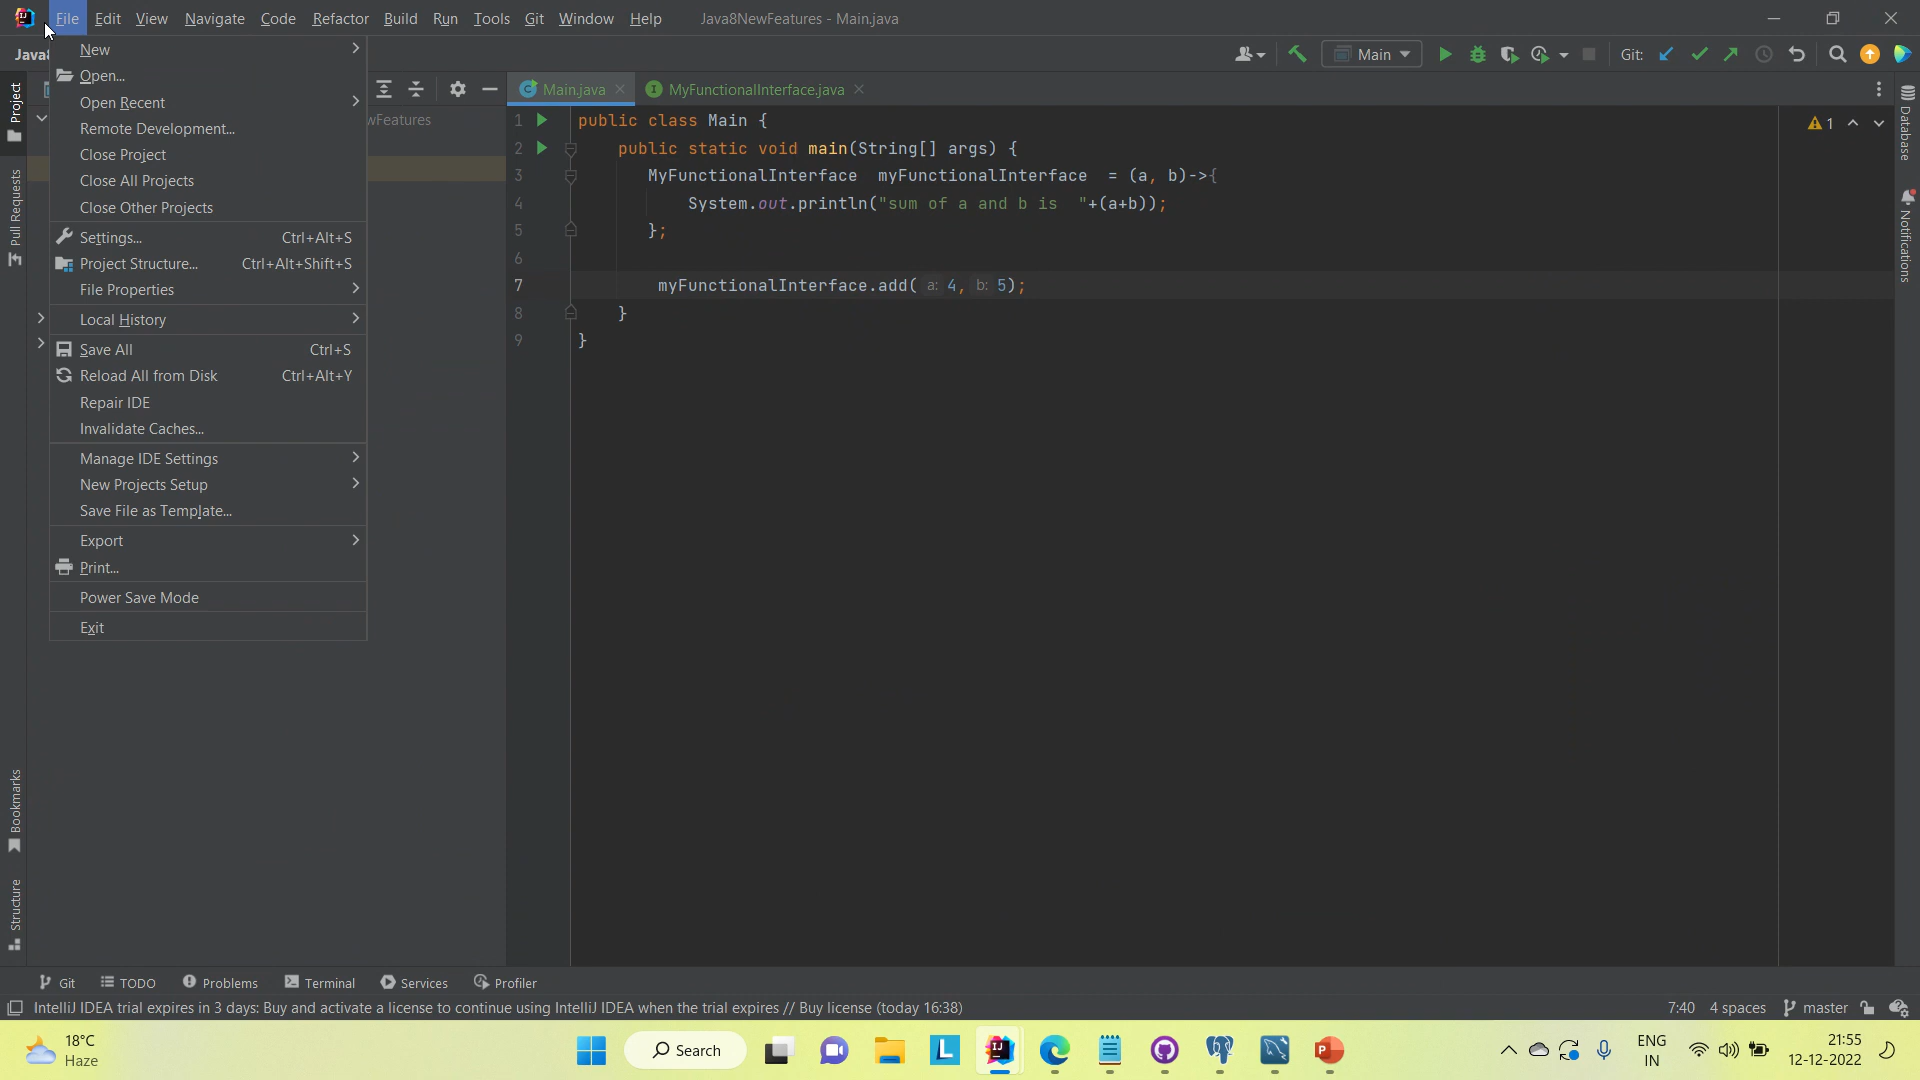 File Edit View Navigate Code Refactor Build Run Tools Git Window Help Java8NewFeatures - Main.java
Java8
Main
Git:
New
Open...
Open Recent
Remote Development...
Close Project
Close All Projects
Close Other Projects
Settings... Ctrl+Alt+S
Project Structure... Ctrl+Alt+Shift+S
File Properties
Local History
Save All Ctrl+S
Reload All from Disk Ctrl+Alt+Y
Repair IDE
Invalidate Caches...
Manage IDE Settings
New Projects Setup
Save File as Template...
Export
Print...
Power Save Mode
Exit
Project
Pull Requests
Bookmarks
Structure
wFeatures
Main.java MyFunctionalInterface.java
1 public class Main {
2 public static void main(String[] args) {
3 MyFunctionalInterface myFunctionalInterface = (a, b)->{
4 System.out.println("sum of a and b is "+(a+b));
5 };
6
7 myFunctionalInterface.add( a: 4, b: 5);
8 }
9 }
1
Database
Notifications
Git TODO Problems Terminal Services Profiler
IntelliJ IDEA trial expires in 3 days: Buy and activate a license to continue using IntelliJ IDEA when the trial expires // Buy license (today 16:38) 7:40 4 spaces master
18°C
Haze
Search
ENG
IN
21:55
12-12-2022